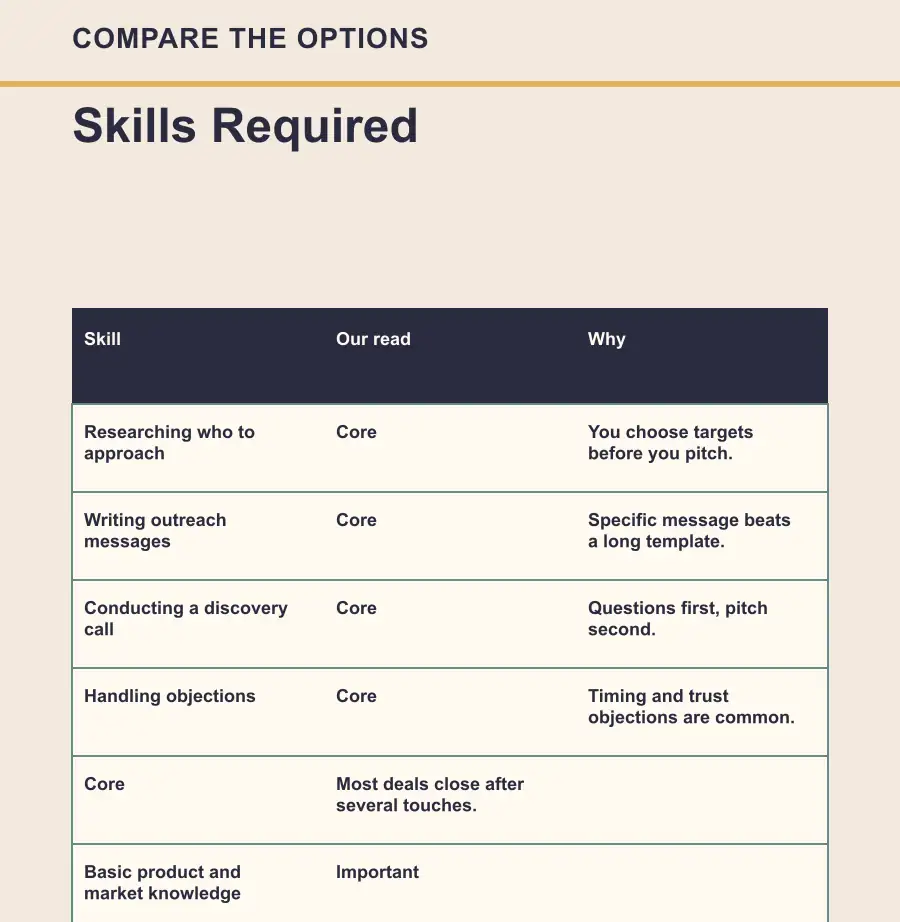 COMPARE THE OPTIONS
Skills Required
Skill Our read Why
Researching who to Core You choose targets
approach before you pitch.
Writing outreach Core Specific message beats
messages a long template.
Conducting a discovery Core Questions first, pitch
call second.
Handling objections Core Timing and trust
objections are common.
Core Most deals close after
several touches.
Basic product and Important
market knowledge